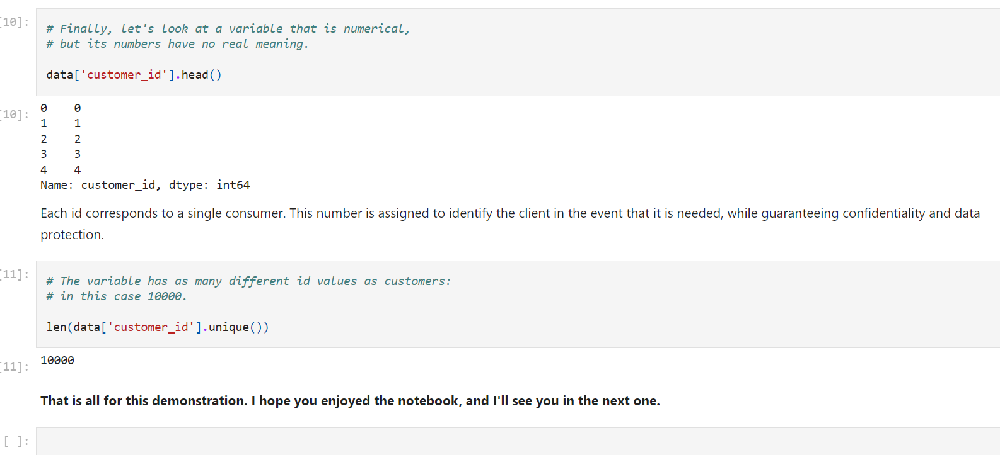 [10]:
# Finally, let's look at a variable that is numerical,
# but its numbers have no real meaning.
data['customer_id'].head()
[10]:
0    0
1    1
2    2
3    3
4    4
Name: customer_id, dtype: int64
Each id corresponds to a single consumer. This number is assigned to identify the client in the event that it is needed, while guaranteeing confidentiality and data
protection.
[11]:
# The variable has as many different id values as customers:
# in this case 10000.
len(data['customer_id'].unique())
[11]:
10000
That is all for this demonstration. I hope you enjoyed the notebook, and I'll see you in the next one.
[ ]: